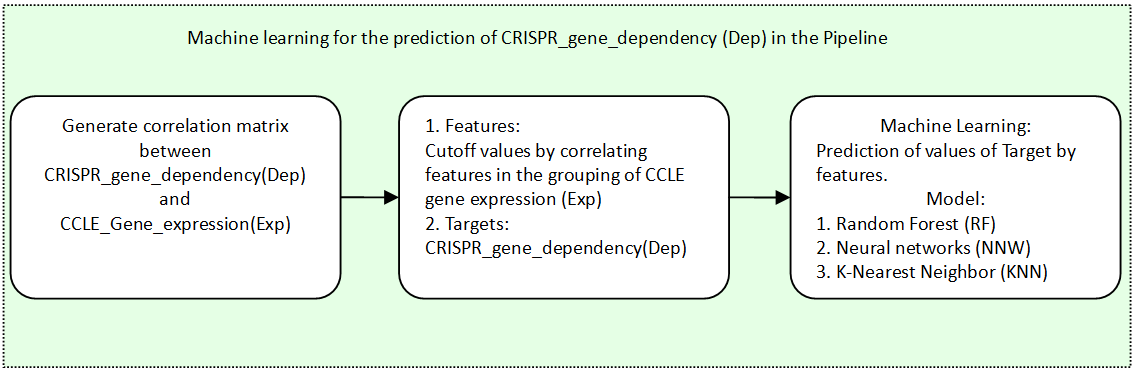 Machine learning for the prediction of CRISPR_gene_dependency (Dep) in the Pipeline
Generate correlation matrix
between
CRISPR_gene_dependency(Dep)
and
CCLE_Gene_expression(Exp)
1. Features:
Cutoff values by correlating
features in the grouping of CCLE
gene expression (Exp)
2. Targets:
CRISPR_gene_dependency(Dep)
Machine Learning:
Prediction of values of Target by
features.
Model:
1. Random Forest (RF)
2. Neural networks (NNW)
3. K-Nearest Neighbor (KNN)